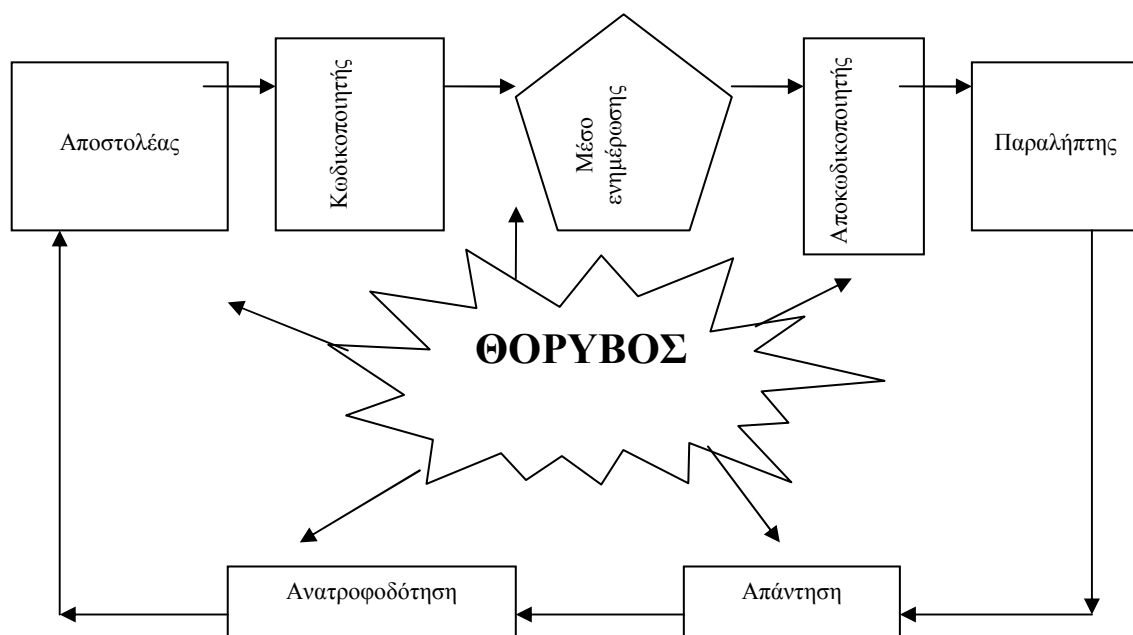 Αποστολέας
Κωδικοποιητής
Μέσο
ενημέρωσης
Αποκωδικοποιητής
Παραλήπτης
ΘΟΡΥΒΟΣ
Ανατροφοδότηση
Απάντηση